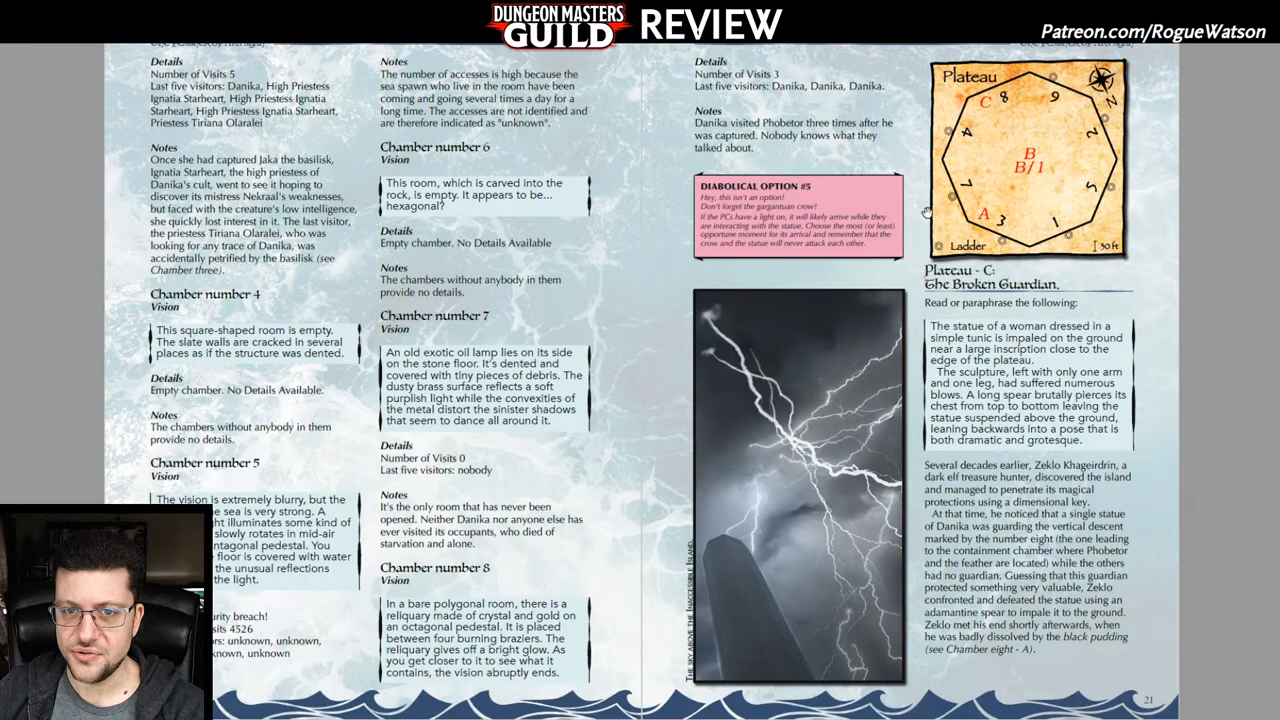 DUNGEON MASTERS
GUILD
REVIEW
Patreon.com/RogueWatson
Details
Number of Visits 5
Last five visitors: Danika, High Priestess
Ignatia Starheart, High Priestess Ignatia
Starheart, High Priestess Ignatia Starheart,
Priestess Tiriana Olaralei
Notes
Once she had captured Jaka the basilisk,
Ignatia Starheart, the high priestess of
Danika's cult, went to see it hoping to
discover its mistress Nekraal's weaknesses,
but faced with the creature's low intelligence,
she quickly lost interest in it. The last visitor,
the priestess Tiriana Olaralei, who was
looking for any trace of Danika, was
accidentally petrified by the basilisk (see
Chamber three).
Chamber number 4
Vision
This square-shaped room is empty.
The slate walls are cracked in several
places as if the structure was dented.
Details
Empty chamber. No Details Available.
Notes
The chambers without anybody in them
provide no details.
Chamber number 5
Vision
The vision is extremely blurry, but the
he sea is very strong. A
ght illuminates some kind of
slowly rotates in mid-air
entagonal pedestal. You
floor is covered with water
the unusual reflections
the light.
urity breach!
isits 4526
ors: unknown, unknown,
known, unknown
Notes
The number of accesses is high because the
sea spawn who live in the room have been
coming and going several times a day for a
long time. The accesses are not identified and
are therefore indicated as "unknown".
Chamber number 6
Vision
This room, which is carved into the
rock, is empty. It appears to be...
hexagonal?
Details
Empty chamber. No Details Available
Notes
The chambers without anybody in them
provide no details.
Chamber number 7
Vision
An old exotic oil lamp lies on its side
on the stone floor. It's dented and
covered with tiny pieces of debris. The
dusty brass surface reflects a soft
purplish light while the convexities of
the metal distort the sinister shadows
that seem to dance all around it.
Details
Number of Visits 0
Last five visitors: nobody
Notes
It's the only room that has never been
opened. Neither Danika nor anyone else has
ever visited its occupants, who died of
starvation and alone.
Chamber number 8
Vision
In a bare polygonal room, there is a
reliquary made of crystal and gold on
an octagonal pedestal. It is placed
between four burning braziers. The
reliquary gives off a bright glow. As
you get closer to it to see what it
contains, the vision abruptly ends.
Details
Number of Visits 3
Last five visitors: Danika, Danika, Danika.
Notes
Danika visited Phobetor three times after he
was captured. Nobody knows what they
talked about.
DIABOLICAL OPTION #5
Hey, this isn't an option!
Don't forget the gargantuan crow!
If the PCs have a light on, it will likely arrive while they
are interacting with the statue. Choose the most (or least)
opportune moment for its arrival and remember that the
crow and the statue will never attack each other.
THE SKY ABOVE THE INACCESSIBLE ISLAND.
Plateau
N
C
8
6
4
2
B
B/1
7
5
A
3
1
Ladder
30 ft
Plateau - C:
The Broken Guardian.
Read or paraphrase the following:
The statue of a woman dressed in a
simple tunic is impaled on the ground
near a large inscription close to the
edge of the plateau.
The sculpture, left with only one arm
and one leg, had suffered numerous
blows. A long spear brutally pierces its
chest from top to bottom leaving the
statue suspended above the ground,
leaning backwards into a pose that is
both dramatic and grotesque.
Several decades earlier, Zeklo Khageirdrin, a
dark elf treasure hunter, discovered the island
and managed to penetrate its magical
protections using a dimensional key.
At that time, he noticed that a single statue
of Danika was guarding the vertical descent
marked by the number eight (the one leading
to the containment chamber where Phobetor
and the feather are located) while the others
had no guardian. Guessing that this guardian
protected something very valuable, Zeklo
confronted and defeated the statue using an
adamantine spear to impale it to the ground.
Zeklo met his end shortly afterwards, when
he was badly dissolved by the black pudding
(see Chamber eight - A).
21